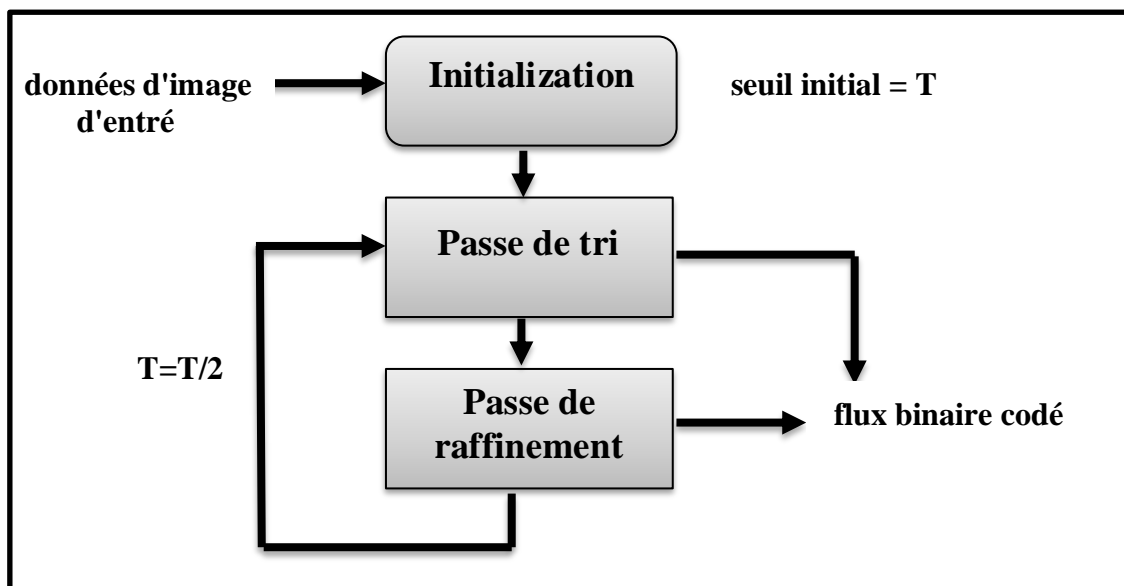 données d'image
d'entré
Initialization
seuil initial = T
Passe de tri
T=T/2
Passe de
raffinement
flux binaire codé